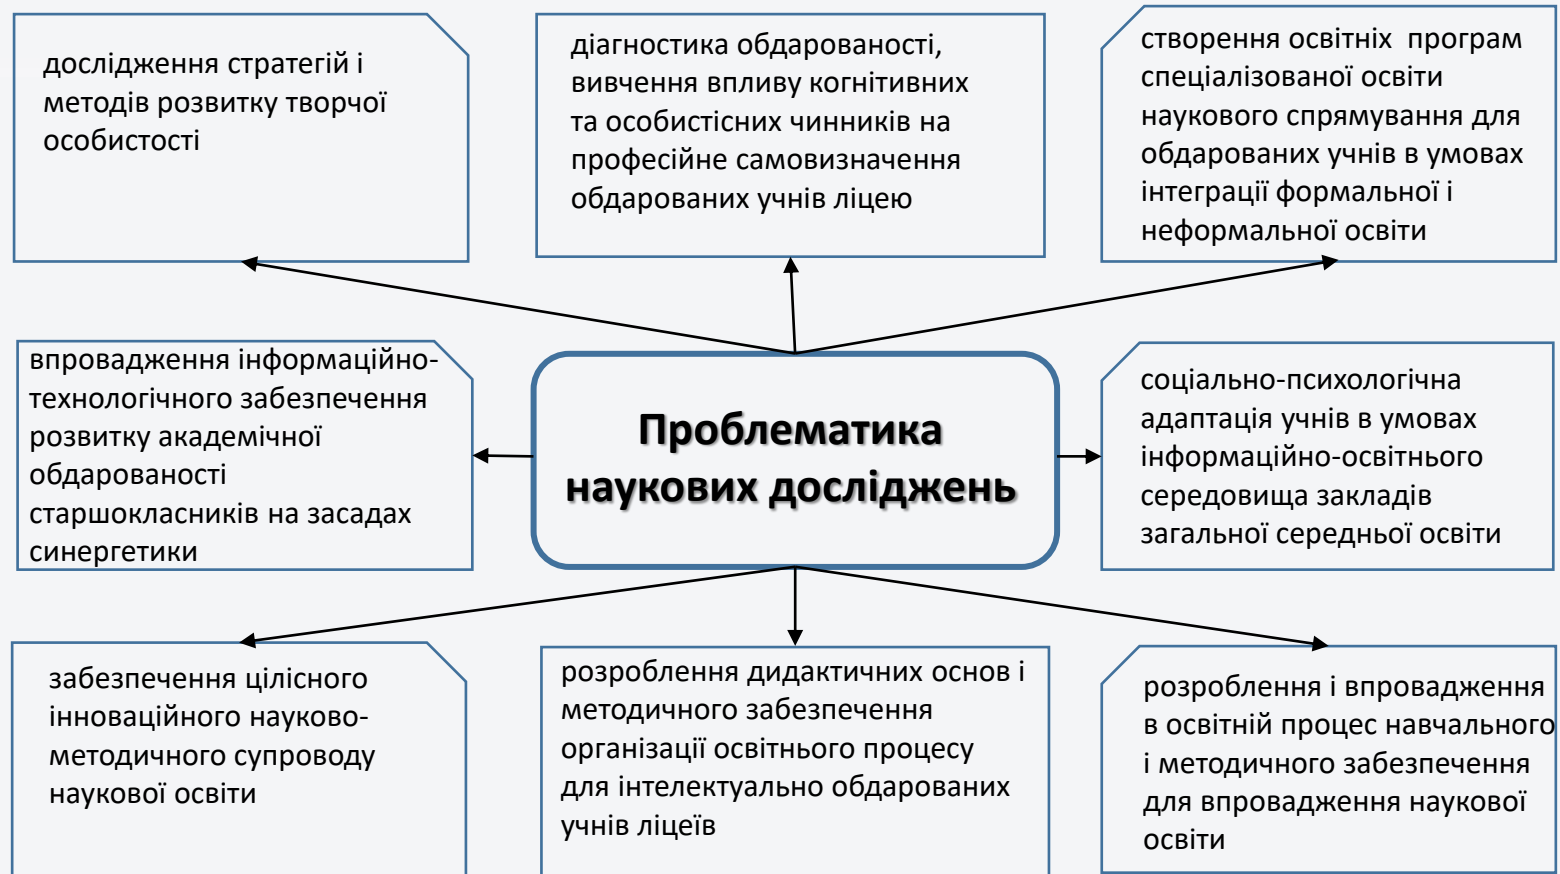 дослідження стратегій і
методів розвитку творчої
особистості
діагностика обдарованості,
вивчення впливу когнітивних
та особистісних чинників на
професійне самовизначення
обдарованих учнів ліцею
створення освітніх  програм
спеціалізованої освіти
наукового спрямування для
обдарованих учнів в умовах
інтеграції формальної і
неформальної освіти
впровадження інформаційно-
технологічного забезпечення
розвитку академічної
обдарованості
старшокласників на засадах
синергетики
Проблематика
наукових досліджень
соціально-психологічна
адаптація учнів в умовах
інформаційно-освітнього
середовища закладів
загальної середньої освіти
забезпечення цілісного
інноваційного науково-
методичного супроводу
наукової освіти
розроблення дидактичних основ і
методичного забезпечення
організації освітнього процесу
для інтелектуально обдарованих
учнів ліцеїв
розроблення і впровадження
в освітній процес навчального
і методичного забезпечення
для впровадження наукової
освіти